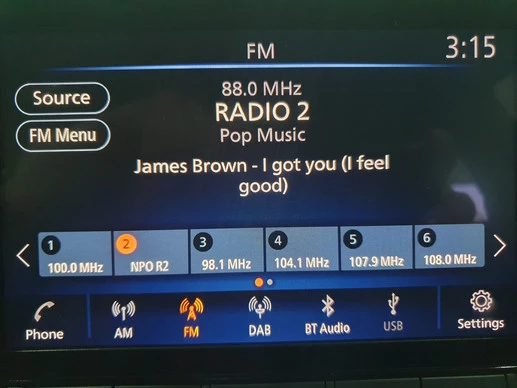 FM
3:15
Source
88.0 MHz
RADIO 2
FM Menu
Pop Music
James Brown - I got you (I feel
good)
1
100.0 MHz
2
NPO R2
3
98.1 MHz
4
104.1 MHz
5
107.9 MHz
6
108.0 MHz
Phone
AM
FM
DAB
BT Audio
USB
Settings